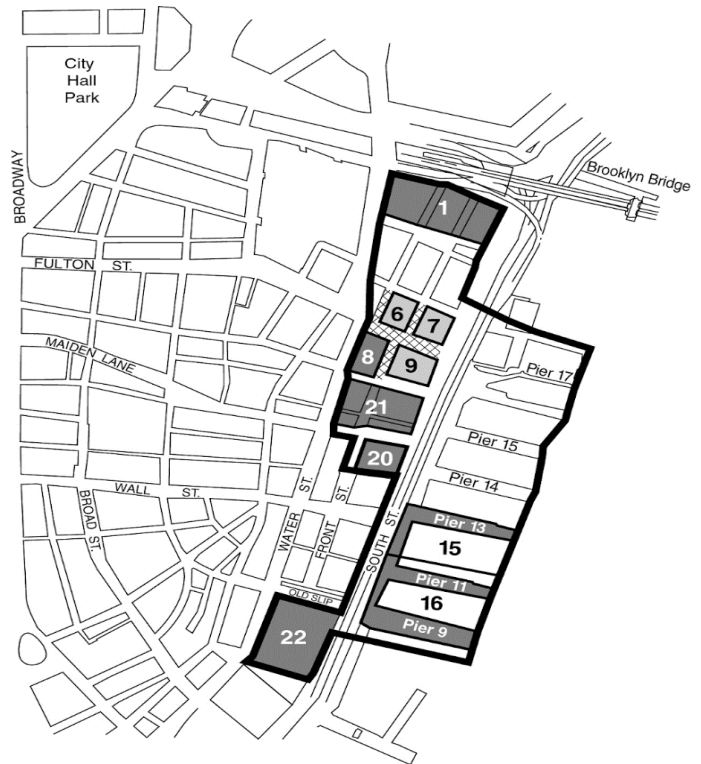 City
Hall
Park
BROADWAY
Brooklyn Bridge
1
FULTON ST.
6
7
MAIDEN LANE
8
9
Pier 17
21
Pier 15
20
WALL ST.
Pier 14
BROAD ST.
WATER ST.
FRONT ST.
SOUTH ST.
Pier 13
15
Pier 11
16
OLD SLIP
Pier 9
22